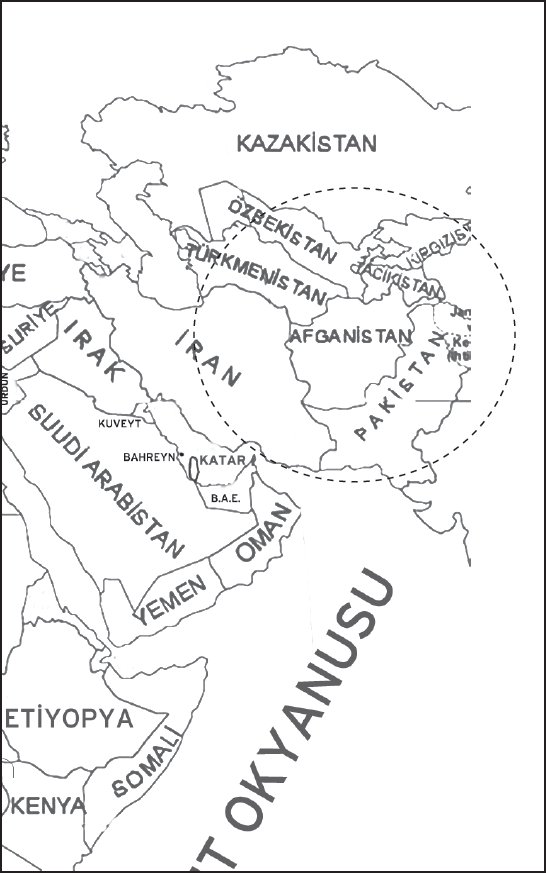 KAZAKİSTAN
ÖZBEKİSTAN
KIRGIZİS
TÜRKMENİSTAN
TACİKİSTAN
YE
SURİYE
IRAK
İRAN
AFGANİSTAN
PAKİSTAN
ÜRDÜN
KUVEYT
SUUDİ ARABİSTAN
BAHREYN
KATAR
B.A.E.
OMAN
YEMEN
T OKYANUSU
ETİYOPYA
SOMALİ
KENYA